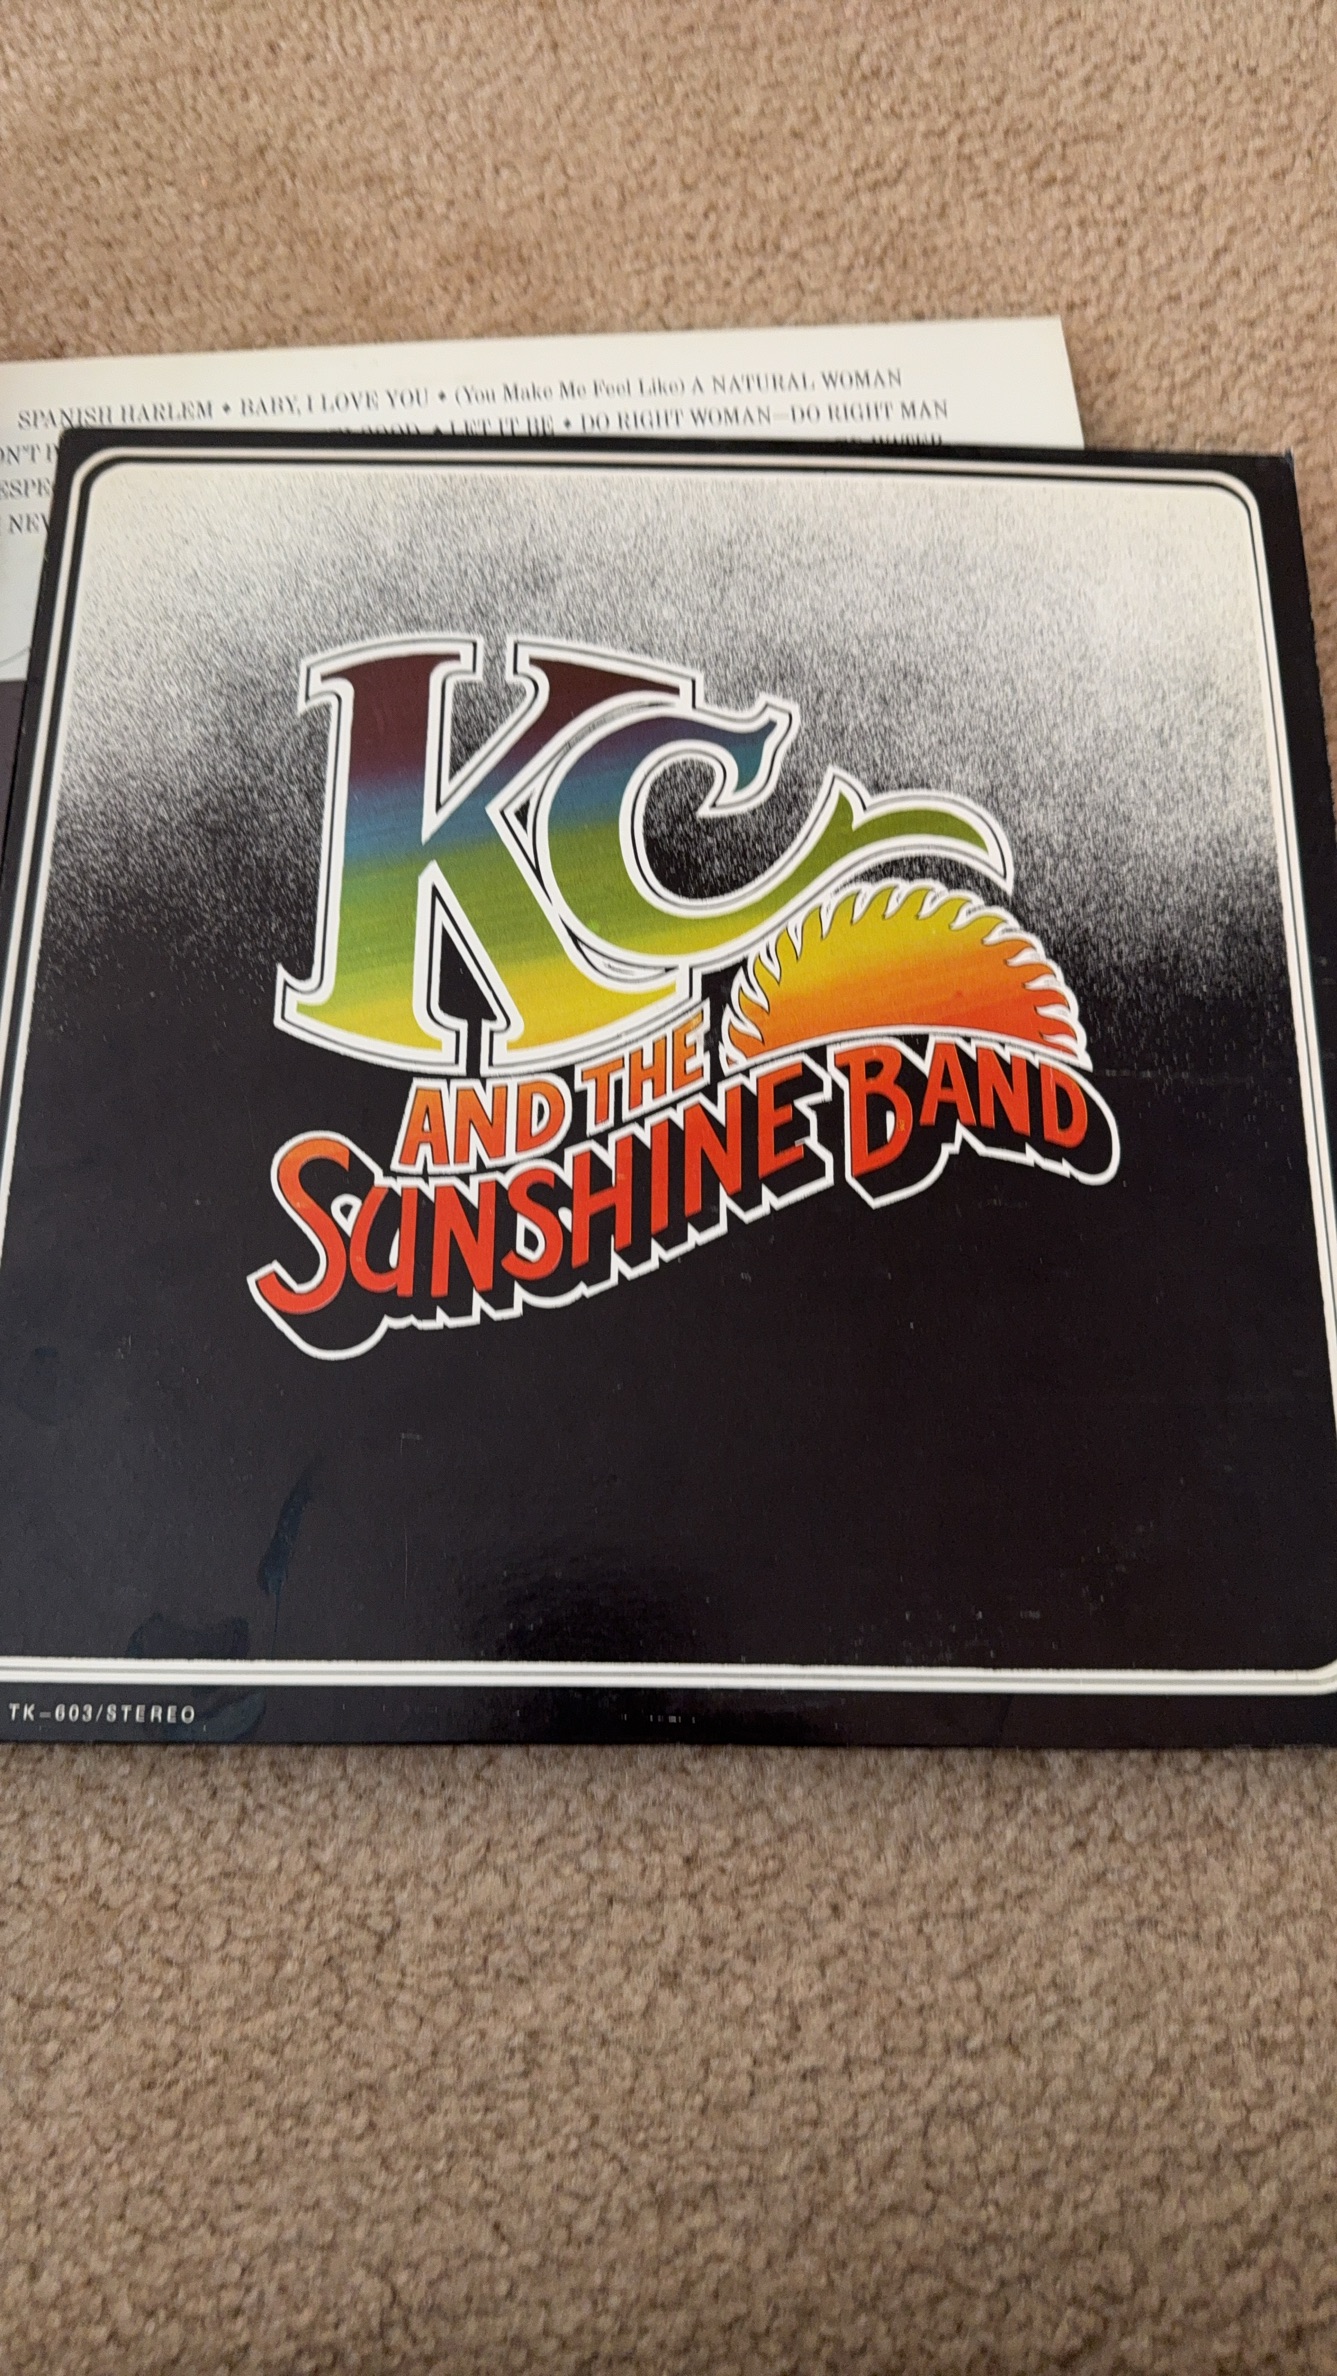 SPANISH HARLEM • BABY, I LOVE YOU • (You Make Me Feel Like) A NATURAL WOMAN
LET IT BE • DO RIGHT WOMAN—DO RIGHT MAN
KC
AND THE
SUNSHINE BAND
TK-603/STEREO